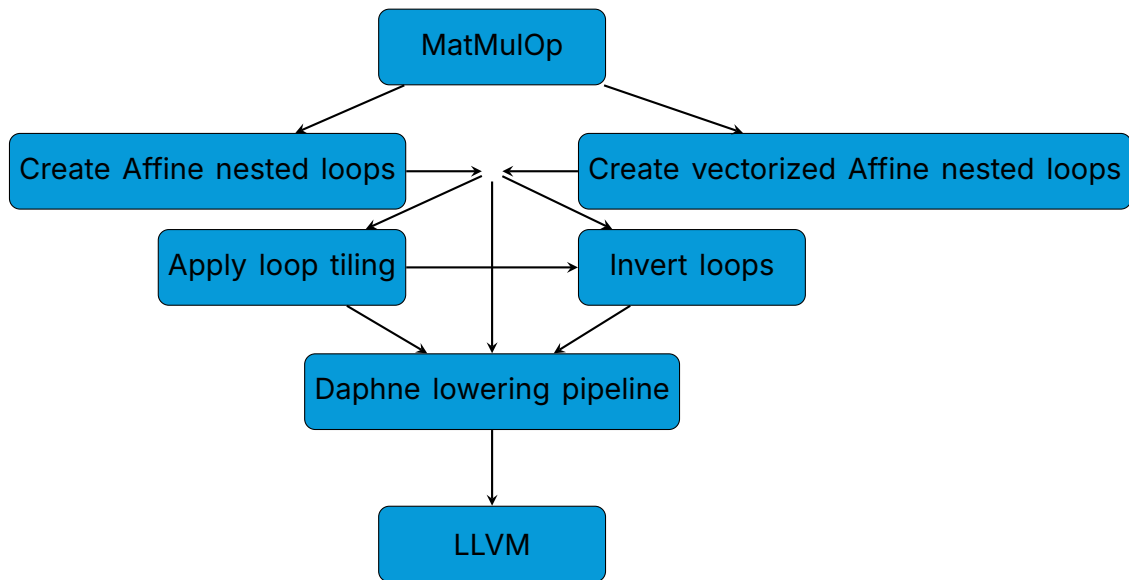 MatMulOp
Create Affine nested loops
Create vectorized Affine nested loops
Apply loop tiling
Invert loops
Daphne lowering pipeline
LLVM